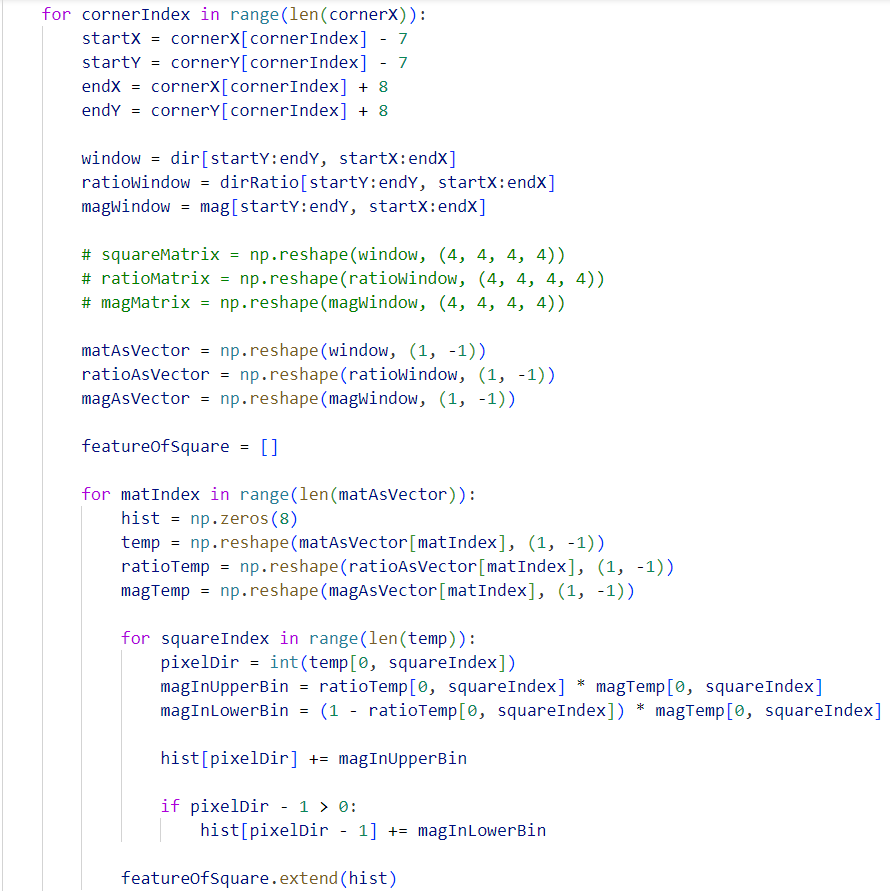 for cornerIndex in range(len(cornerX)):
startX = cornerX[cornerIndex] - 7
startY = cornerY[cornerIndex] - 7
endX = cornerX[cornerIndex] + 8
endY = cornerY[cornerIndex] + 8
window = dir[startY:endY, startX:endX]
ratioWindow = dirRatio[startY:endY, startX:endX]
magWindow = mag[startY:endY, startX:endX]
# squareMatrix = np.reshape(window, (4, 4, 4, 4))
# ratioMatrix = np.reshape(ratioWindow, (4, 4, 4, 4))
# magMatrix = np.reshape(magWindow, (4, 4, 4, 4))
matAsVector = np.reshape(window, (1, -1))
ratioAsVector = np.reshape(ratioWindow, (1, -1))
magAsVector = np.reshape(magWindow, (1, -1))
featureOfSquare = []
for matIndex in range(len(matAsVector)):
hist = np.zeros(8)
temp = np.reshape(matAsVector[matIndex], (1, -1))
ratioTemp = np.reshape(ratioAsVector[matIndex], (1, -1))
magTemp = np.reshape(magAsVector[matIndex], (1, -1))
for squareIndex in range(len(temp)):
pixelDir = int(temp[0, squareIndex])
magInUpperBin = ratioTemp[0, squareIndex] * magTemp[0, squareIndex]
magInLowerBin = (1 - ratioTemp[0, squareIndex]) * magTemp[0, squareIndex]
hist[pixelDir] += magInUpperBin
if pixelDir - 1 > 0:
hist[pixelDir - 1] += magInLowerBin
featureOfSquare.extend(hist)